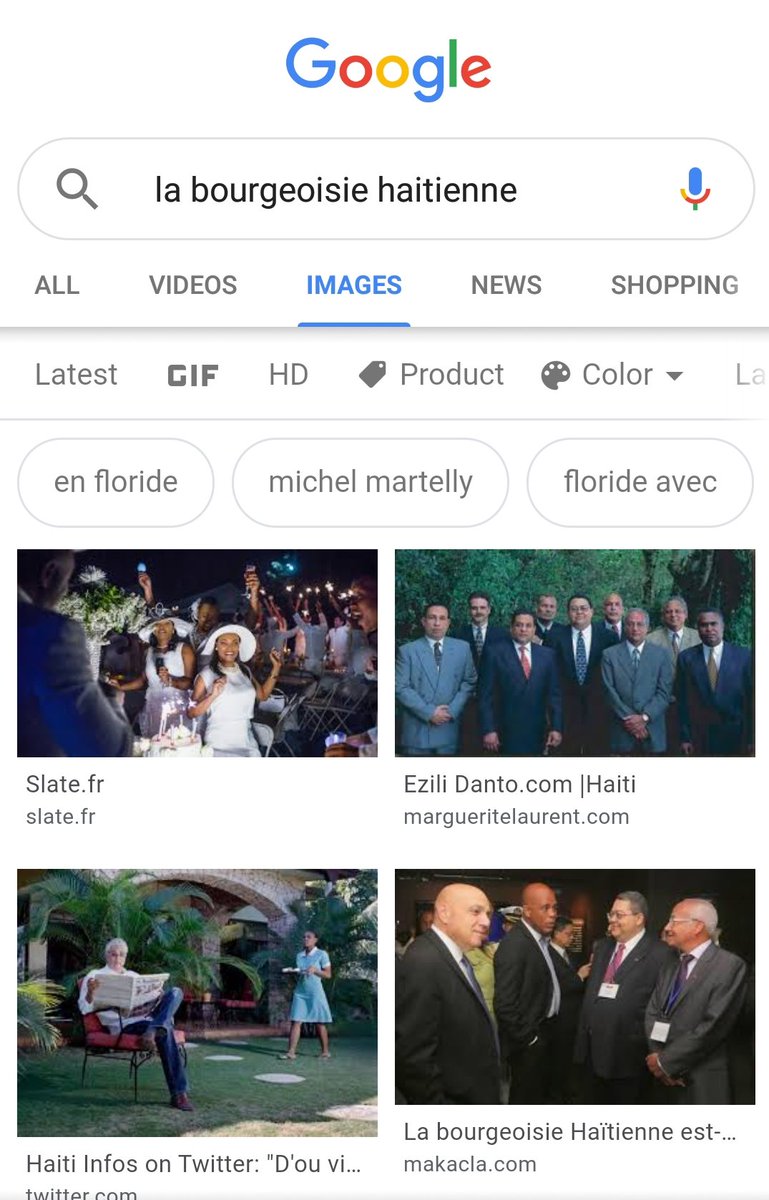 Google
la bourgeoisie haitienne
ALL VIDEOS IMAGES NEWS SHOPPING
Latest GIF HD Product Color La
en floride michel martelly floride avec
Slate.fr
slate.fr
Ezili Danto.com |Haiti
margueritelaurent.com
Haiti Infos on Twitter: "D'ou vi...
twitter.com
La bourgeoisie Haïtienne est-...
makacla.com